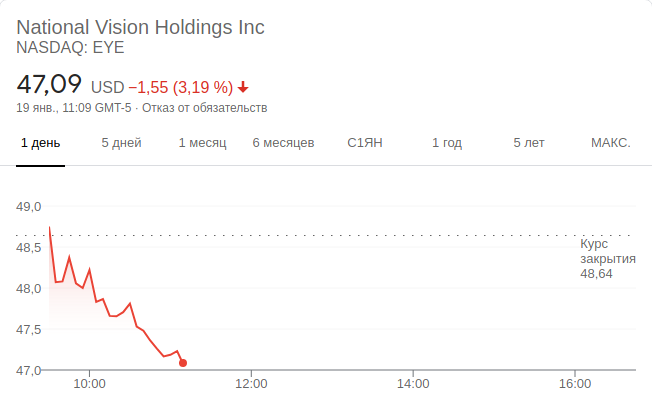 National Vision Holdings Inc
NASDAQ: EYE
47,09 USD −1,55 (3,19 %)
19 янв., 11:09 GMT-5 · Отказ от обязательств
1 день 5 дней 1 месяц 6 месяцев С1ЯН 1 год 5 лет МАКС.
49,0
48,5
Курс
закрытия
48,64
48,0
47,5
47,0
10:00 12:00 14:00 16:00